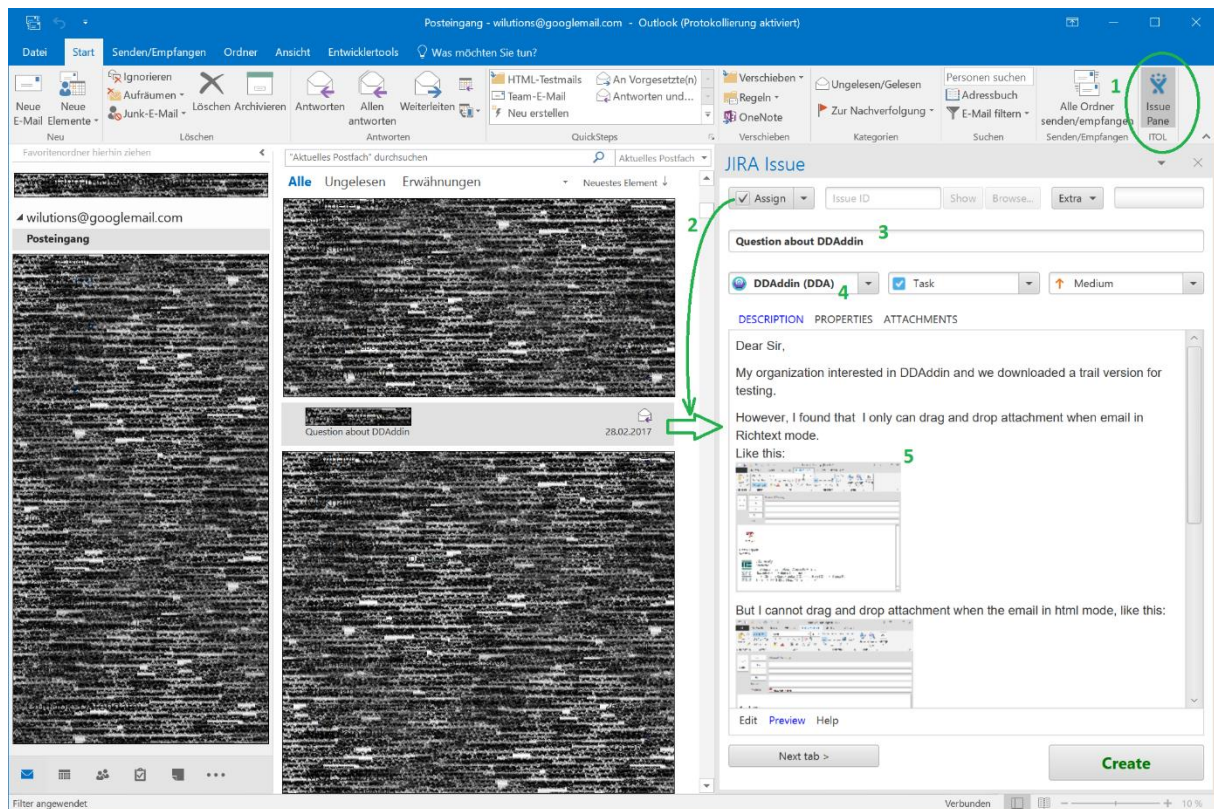 Posteingang - wilutions@googlemail.com - Outlook (Protokollierung aktiviert)
Datei Start Senden/Empfangen Ordner Ansicht Entwicklertools Was möchten Sie tun?
Neue E-Mail
Neue Elemente
Neu
Ignorieren
Aufräumen
Junk-E-Mail
Löschen
Archivieren
Löschen
Antworten
Allen antworten
Weiterleiten
Antworten
HTML-Testmails
Team-E-Mail
Neu erstellen
An Vorgesetzte(n)
Antworten und...
QuickSteps
Verschieben
Regeln
OneNote
Verschieben
Ungelesen/Gelesen
Zur Nachverfolgung
Kategorien
Personen suchen
Adressbuch
E-Mail filtern
Suchen
Alle Ordner
senden/empfangen
Senden/Empfangen
1
Issue
Pane
ITOL
Favoritenordner hierhin ziehen
wilutions@googlemail.com
Posteingang
"Aktuelles Postfach" durchsuchen
Aktuelles Postfach
Alle Ungelesen Erwähnungen
Neuestes Element ↓
2
Question about DDAddin
28.02.2017
JIRA Issue
Assign
Issue ID
Show
Browse...
Extra
Question about DDAddin
3
DDAddin (DDA)
4
Task
Medium
DESCRIPTION PROPERTIES ATTACHMENTS
Dear Sir,
My organization interested in DDAddin and we downloaded a trail version for
testing.
However, I found that I only can drag and drop attachment when email in
Richtext mode.
Like this:
5
But I cannot drag and drop attachment when the email in html mode, like this:
Edit Preview Help
Next tab >
Create
Filter angewendet
Verbunden
10 %